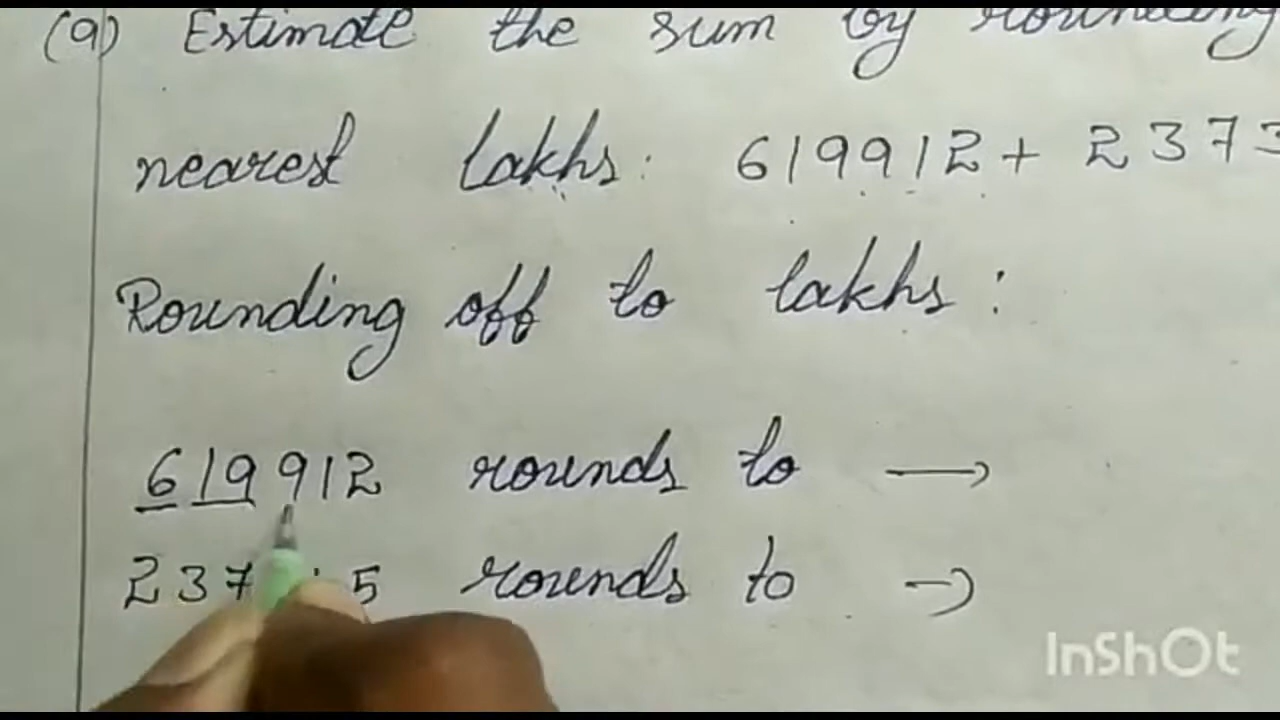 (a) Estimate the sum by rounding
nearest lakhs: 619912 + 2373
Rounding off to lakhs:
619912 rounds to →
237 5 rounds to →
InShOt